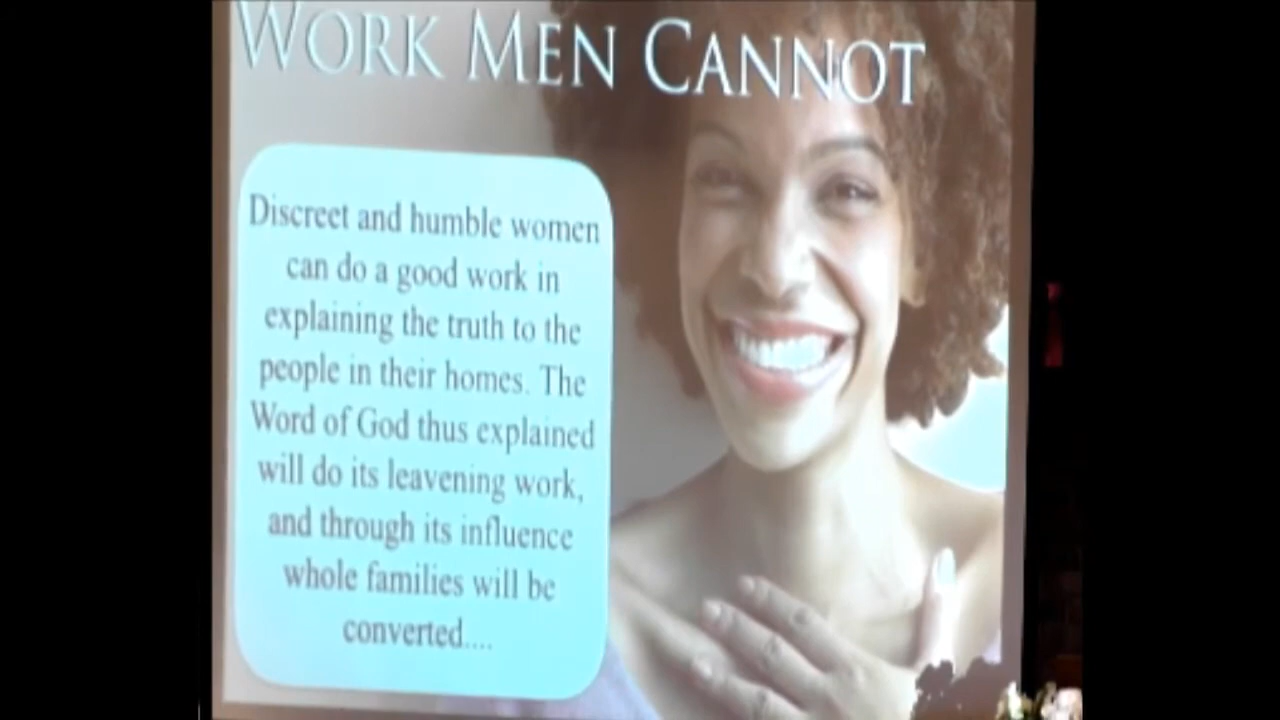 WORK MEN CANNOT
Discreet and humble women
can do a good work in
explaining the truth to the
people in their homes. The
Word of God thus explained
will do its leavening work,
and through its influence
whole families will be
converted....